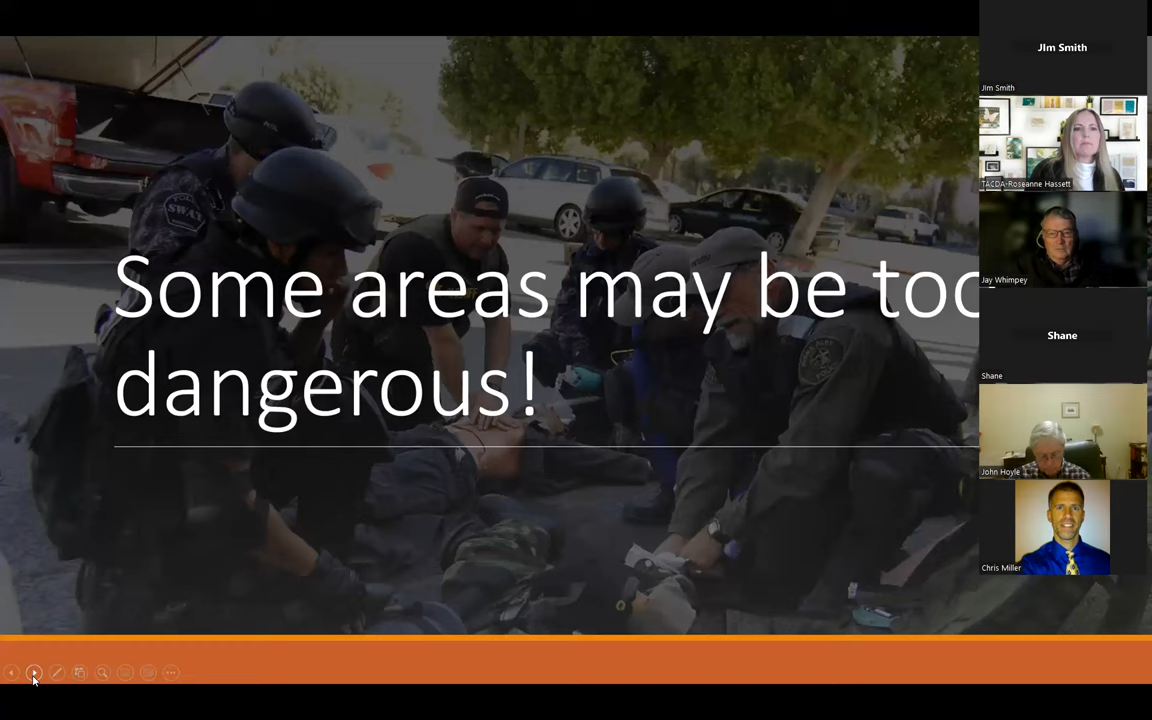 Some areas may be too
dangerous!
SWAT
JIm Smith
JIm Smith
TACDA-Roseanne Hassett
Jay Whimpey
Shane
Shane
John Hoyle
Chris Miller